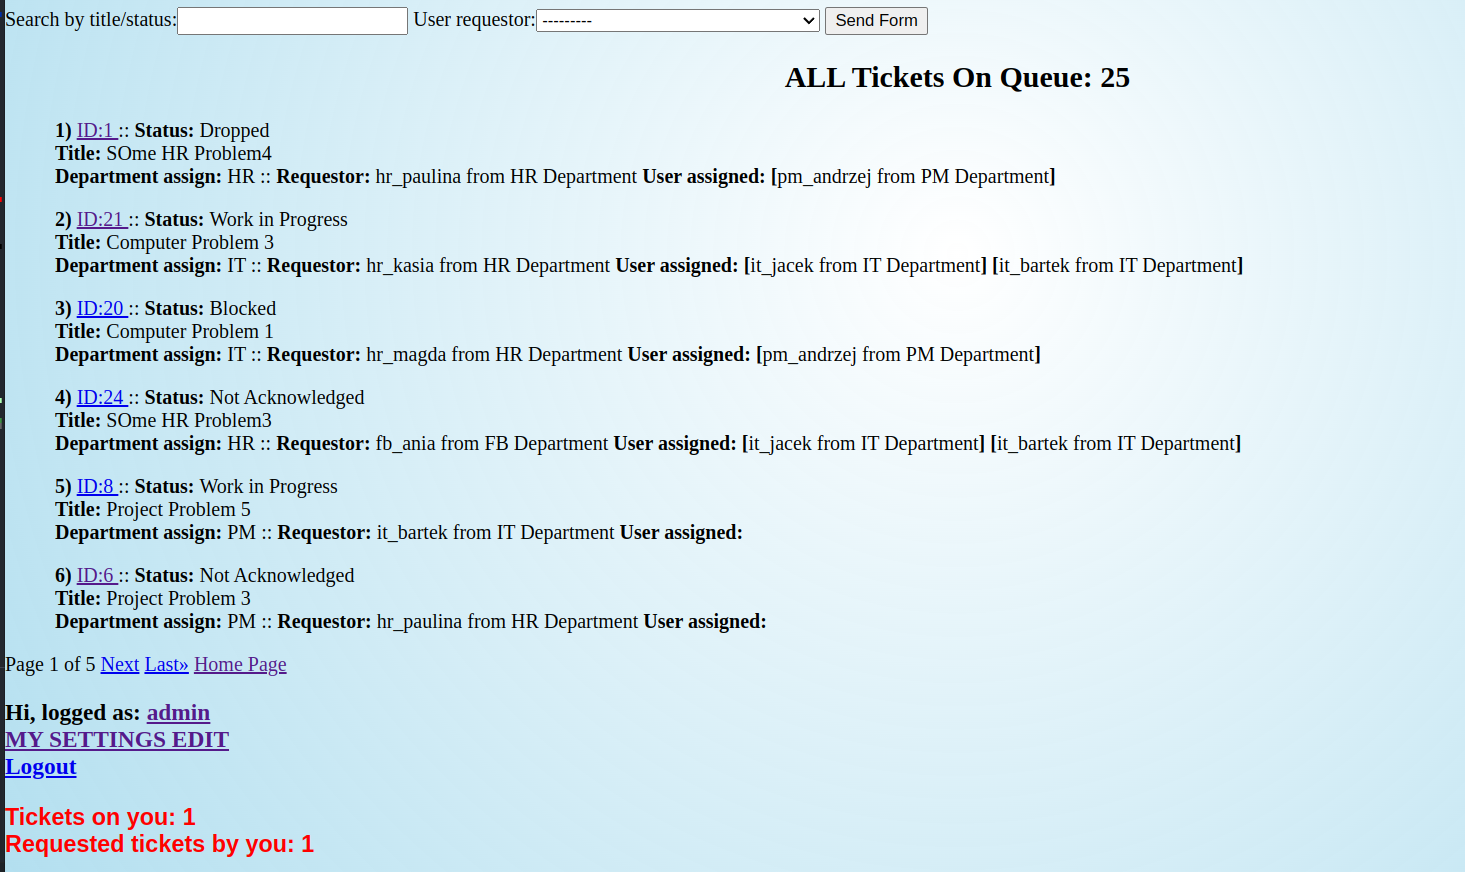 Search by title/status: User requestor: --------- Send Form
ALL Tickets On Queue: 25
1) ID:1 :: Status: Dropped
Title: SOme HR Problem4
Department assign: HR :: Requestor: hr_paulina from HR Department User assigned: [pm_andrzej from PM Department]
2) ID:21 :: Status: Work in Progress
Title: Computer Problem 3
Department assign: IT :: Requestor: hr_kasia from HR Department User assigned: [it_jacek from IT Department] [it_bartek from IT Department]
3) ID:20 :: Status: Blocked
Title: Computer Problem 1
Department assign: IT :: Requestor: hr_magda from HR Department User assigned: [pm_andrzej from PM Department]
4) ID:24 :: Status: Not Acknowledged
Title: SOme HR Problem3
Department assign: HR :: Requestor: fb_ania from FB Department User assigned: [it_jacek from IT Department] [it_bartek from IT Department]
5) ID:8 :: Status: Work in Progress
Title: Project Problem 5
Department assign: PM :: Requestor: it_bartek from IT Department User assigned:
6) ID:6 :: Status: Not Acknowledged
Title: Project Problem 3
Department assign: PM :: Requestor: hr_paulina from HR Department User assigned:
Page 1 of 5 Next Last» Home Page
Hi, logged as: admin
MY SETTINGS EDIT
Logout
Tickets on you: 1
Requested tickets by you: 1